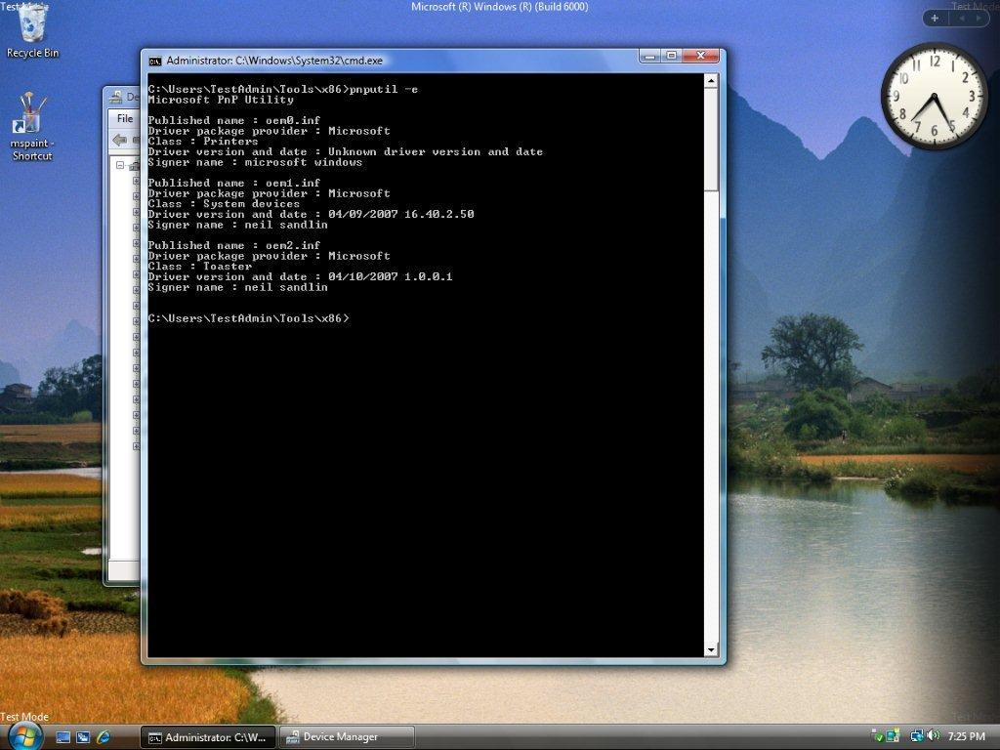 Test Mode
Microsoft (R) Windows (R) (Build 6000)
Test Mode
Recycle Bin
mspaint -
Shortcut
De
File
Administrator: C:\Windows\System32\cmd.exe
C:\Users\TestAdmin\Tools\x86>pnputil -e
Microsoft PnP Utility
Published name : oem0.inf
Driver package provider : Microsoft
Class : Printers
Driver version and date : Unknown driver version and date
Signer name : microsoft windows
Published name : oem1.inf
Driver package provider : Microsoft
Class : System devices
Driver version and date : 04/09/2007 16.40.2.50
Signer name : neil sandlin
Published name : oem2.inf
Driver package provider : Microsoft
Class : Toaster
Driver version and date : 04/10/2007 1.0.0.1
Signer name : neil sandlin
C:\Users\TestAdmin\Tools\x86>
12
1
2
3
4
5
6
7
8
9
10
11
Test Mode
Test Mode
Administrator: C:\W...
Device Manager
7:25 PM